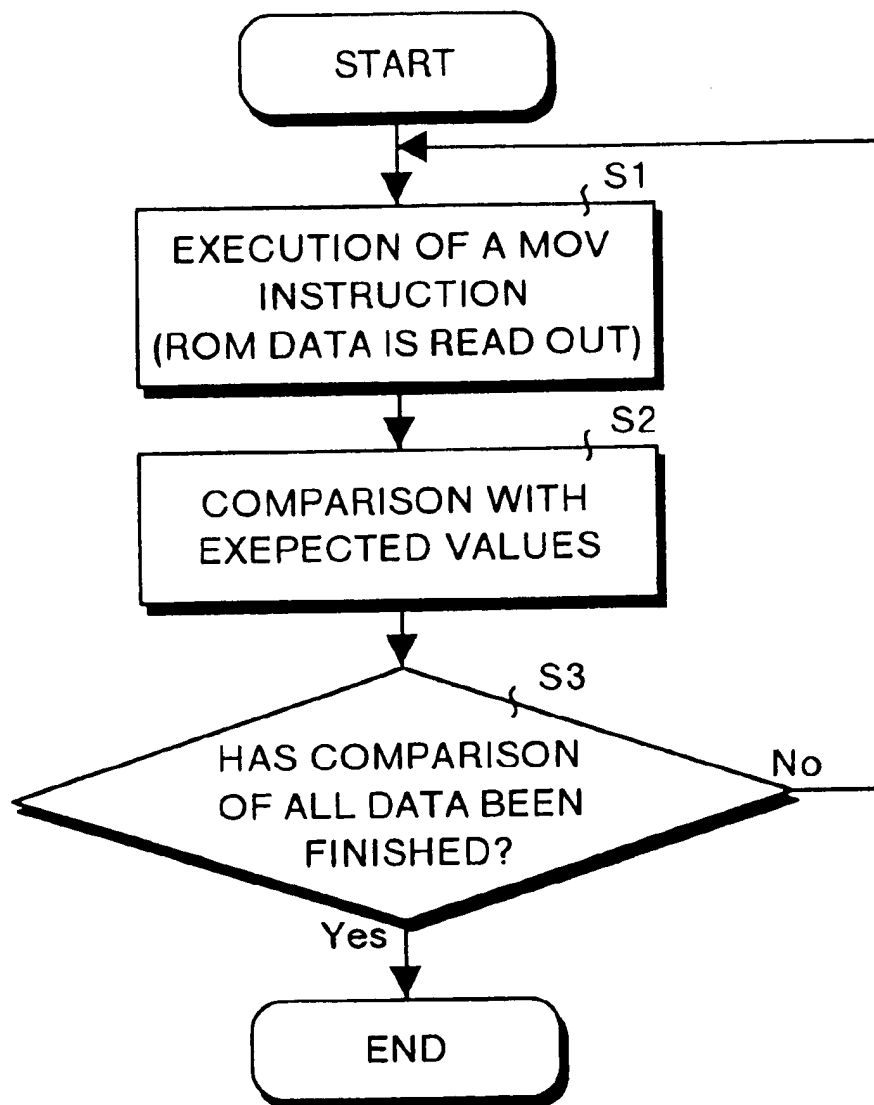 START
S1
EXECUTION OF A MOV
INSTRUCTION
(ROM DATA IS READ OUT)
S2
COMPARISON WITH
EXEPECTED VALUES
S3
HAS COMPARISON
OF ALL DATA BEEN
FINISHED?
No
Yes
END